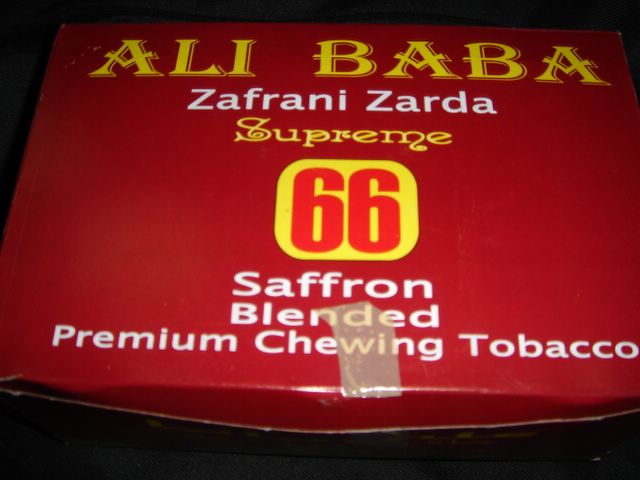 ALI BABA
Zafrani Zarda
Supreme
66
Saffron
Blended
Premium Chewing Tobacco